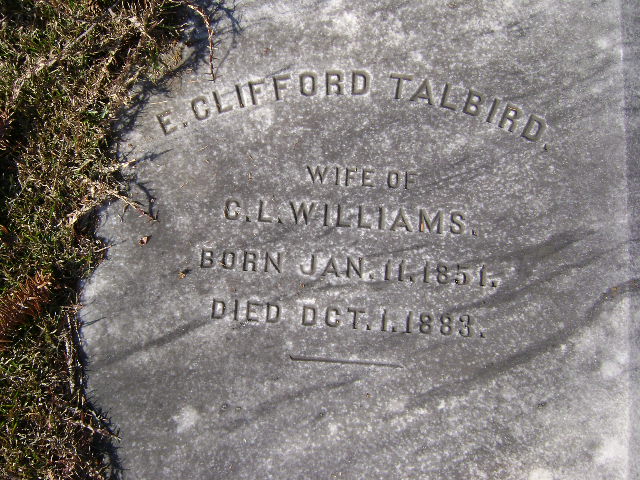 E. CLIFFORD TALBIRD.
WIFE OF
C. L. WILLIAMS.
BORN JAN. 11. 1851.
DIED OCT. 1. 1883.